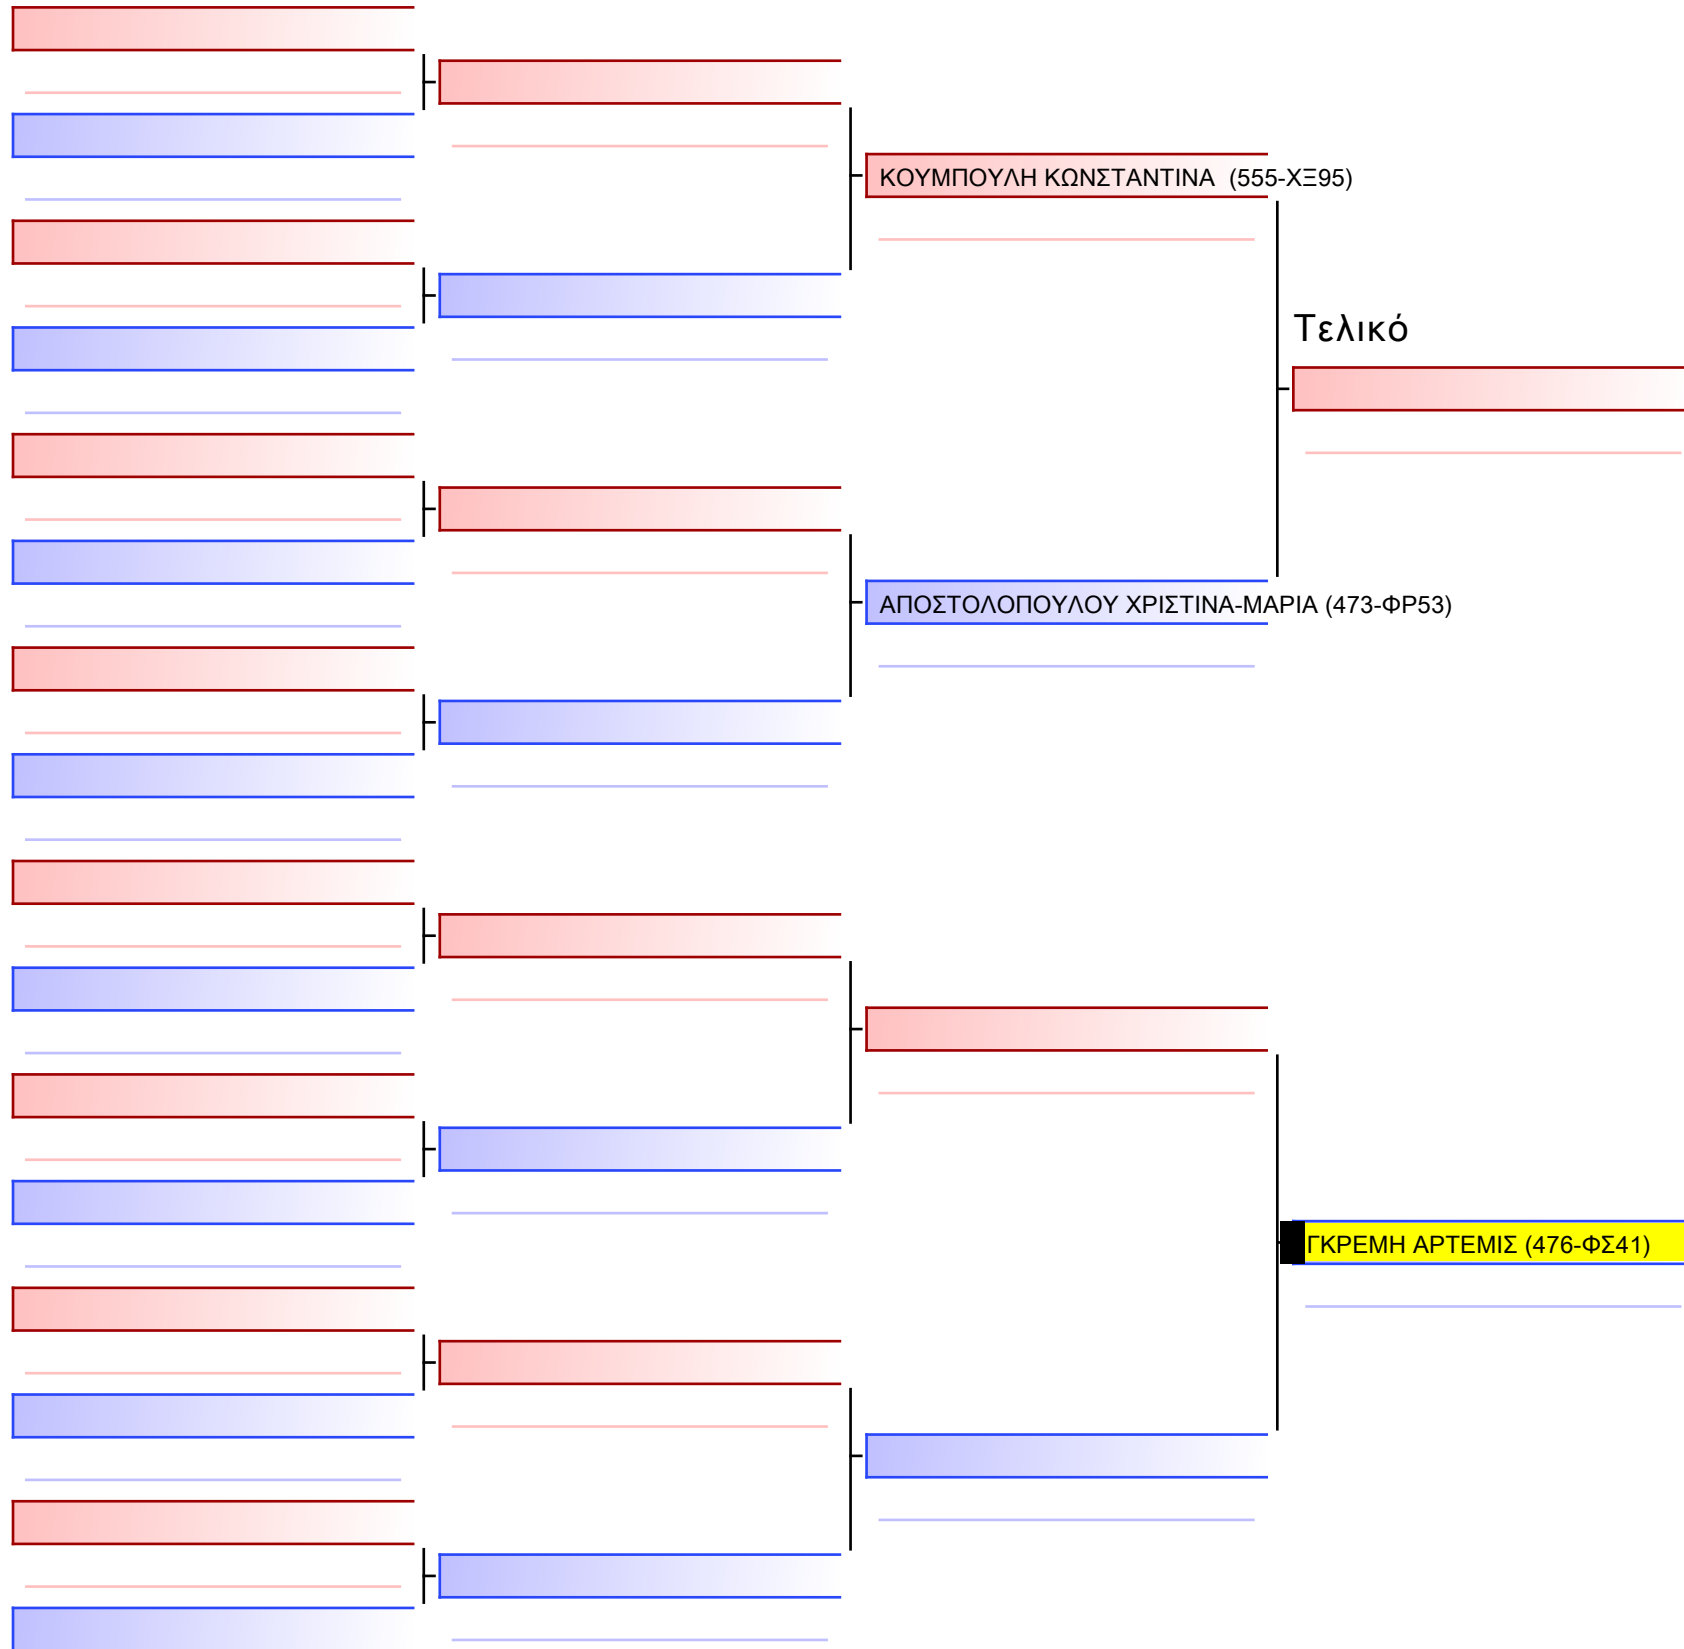 ΚΟΥΜΠΟΥΛΗ ΚΩΝΣΤΑΝΤΙΝΑ (555-ΧΞ95)
Τελικό
ΑΠΟΣΤΟΛΟΠΟΥΛΟΥ ΧΡΙΣΤΙΝΑ-ΜΑΡΙΑ (473-ΦΡ53)
ΓΚΡΕΜΗ ΑΡΤΕΜΙΣ (476-ΦΣ41)